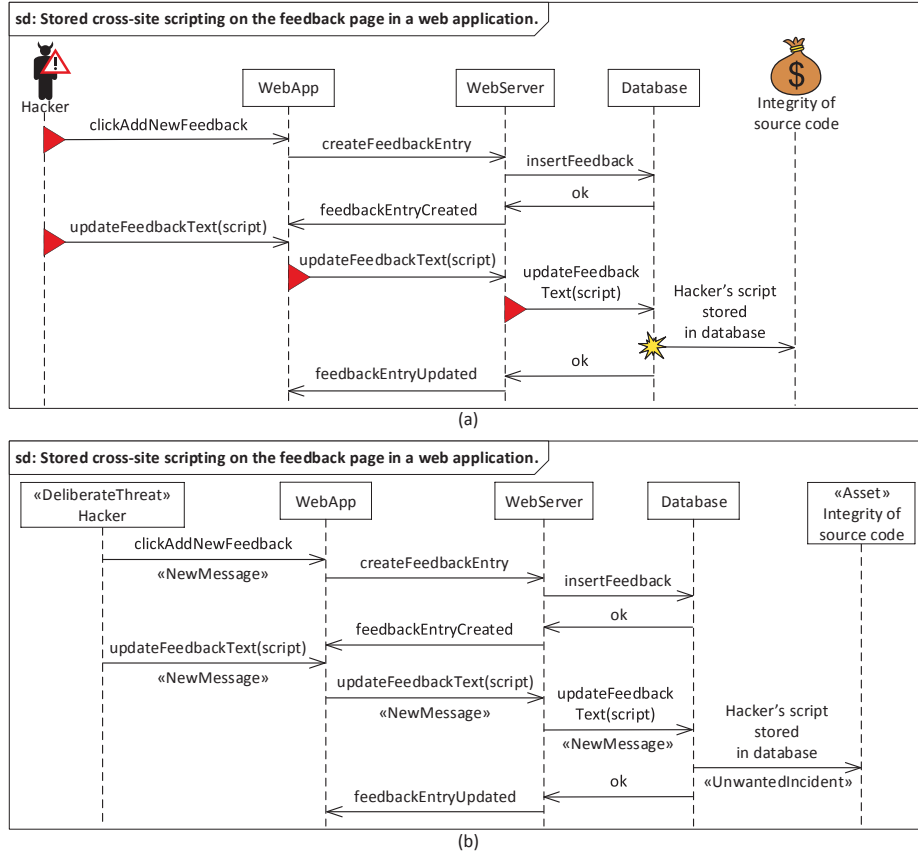 sd: Stored cross-site scripting on the feedback page in a web application.
Hacker
WebApp
WebServer
Database
$
Integrity of
source code
clickAddNewFeedback
createFeedbackEntry
insertFeedback
ok
feedbackEntryCreated
updateFeedbackText(script)
updateFeedbackText(script)
updateFeedback
Text(script)
Hacker's script
stored
in database
ok
feedbackEntryUpdated
(a)
sd: Stored cross-site scripting on the feedback page in a web application.
«DeliberateThreat»
Hacker
WebApp
WebServer
Database
«Asset»
Integrity of
source code
clickAddNewFeedback
«NewMessage»
createFeedbackEntry
insertFeedback
ok
feedbackEntryCreated
updateFeedbackText(script)
«NewMessage»
updateFeedbackText(script)
«NewMessage»
updateFeedback
Text(script)
«NewMessage»
Hacker's script
stored
in database
«UnwantedIncident»
ok
feedbackEntryUpdated
(b)